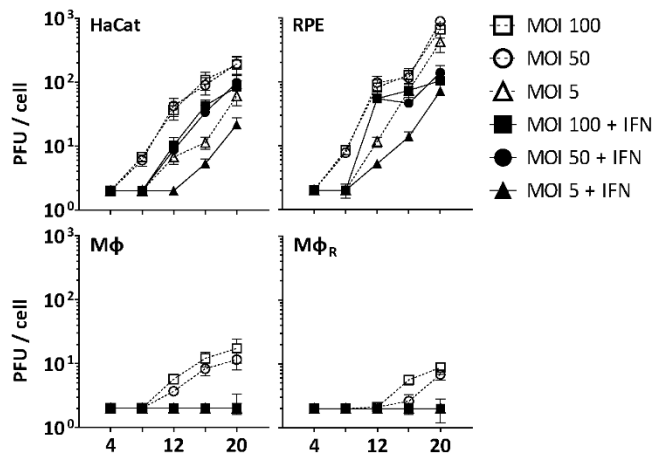 HaCat
RPE
MOI 100
MOI 50
MOI 5
MOI 100 + IFN
MOI 50 + IFN
MOI 5 + IFN
PFU / cell
10³
10²
10¹
10⁰
Mϕ
Mϕ_R
PFU / cell
10³
10²
10¹
10⁰
4 12 20 4 12 20